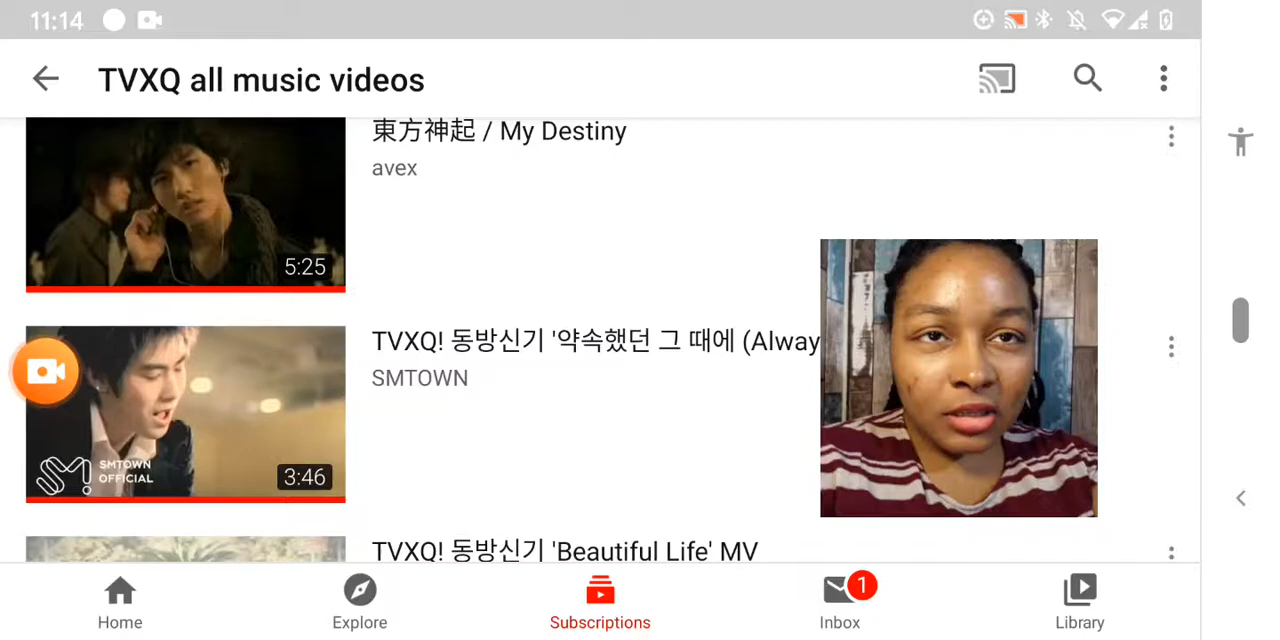 11:14
TVXQ all music videos
東方神起 / My Destiny
avex
5:25
TVXQ! 동방신기 '약속했던 그 때에 (Alway
SMTOWN
SMTOWN
OFFICIAL
3:46
TVXQ! 동방신기 'Beautiful Life' MV
Home
Explore
Subscriptions
1
Inbox
Library